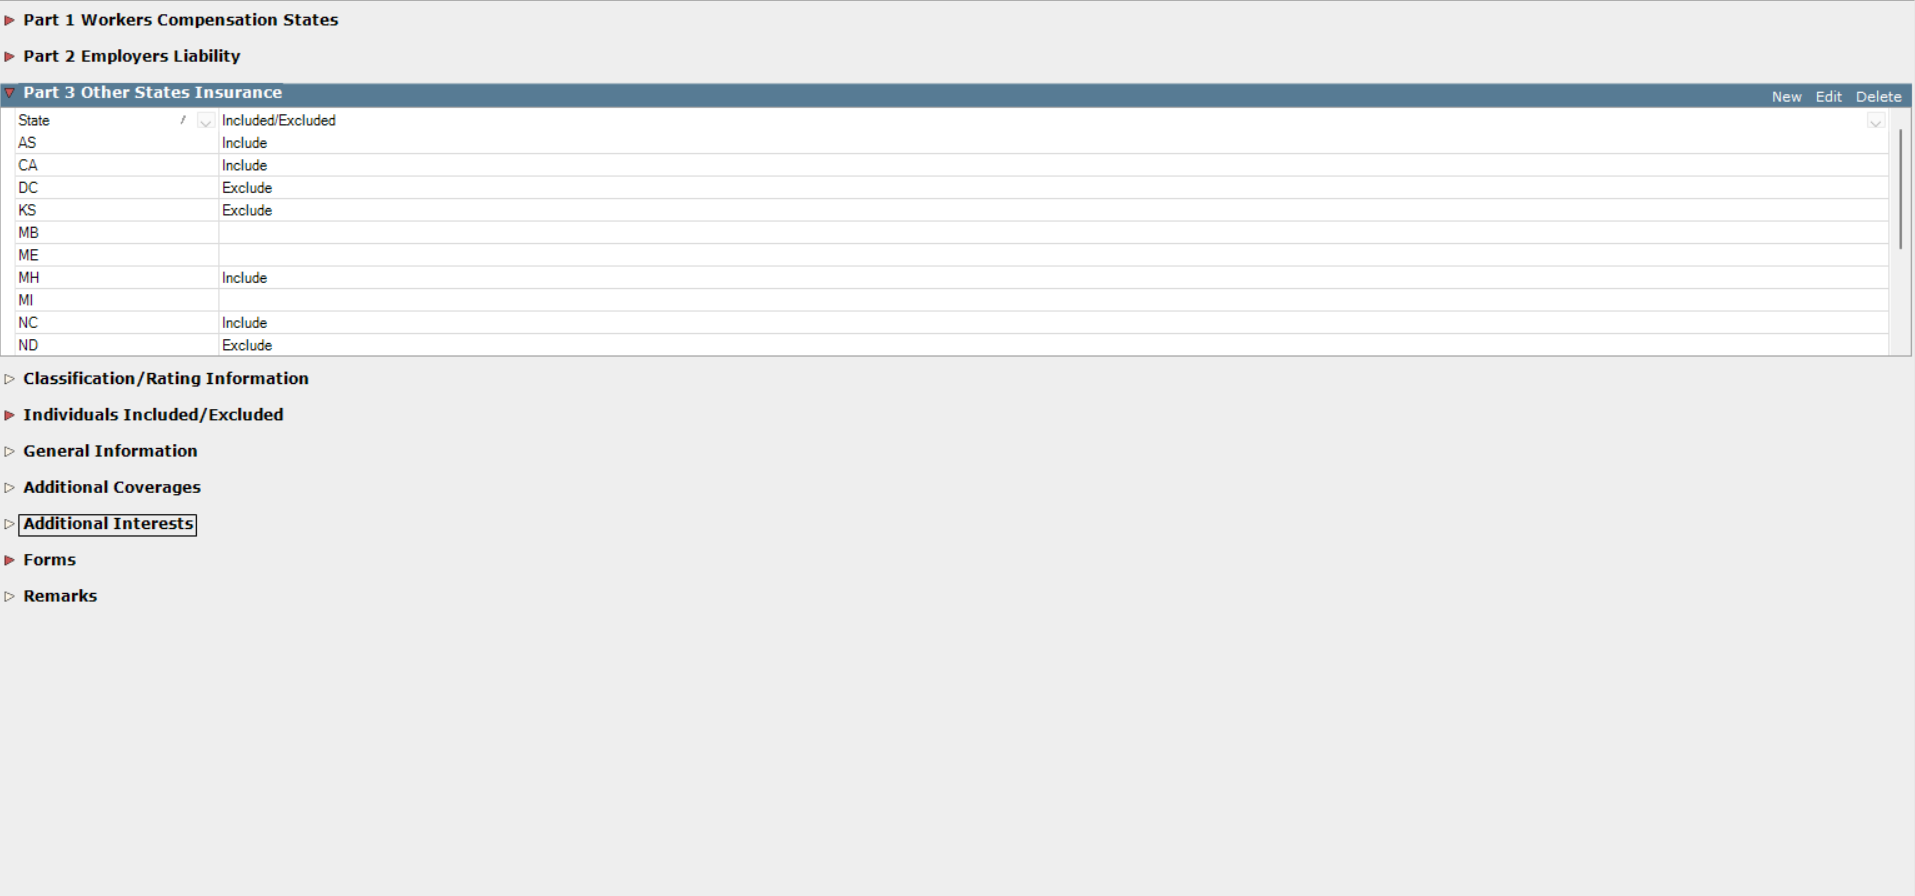 Part 1 Workers Compensation States
Part 2 Employers Liability
Part 3 Other States Insurance New Edit Delete
State / Included/Excluded
AS Include
CA Include
DC Exclude
KS Exclude
MB
ME
MH Include
MI
NC Include
ND Exclude
Classification/Rating Information
Individuals Included/Excluded
General Information
Additional Coverages
Additional Interests
Forms
Remarks